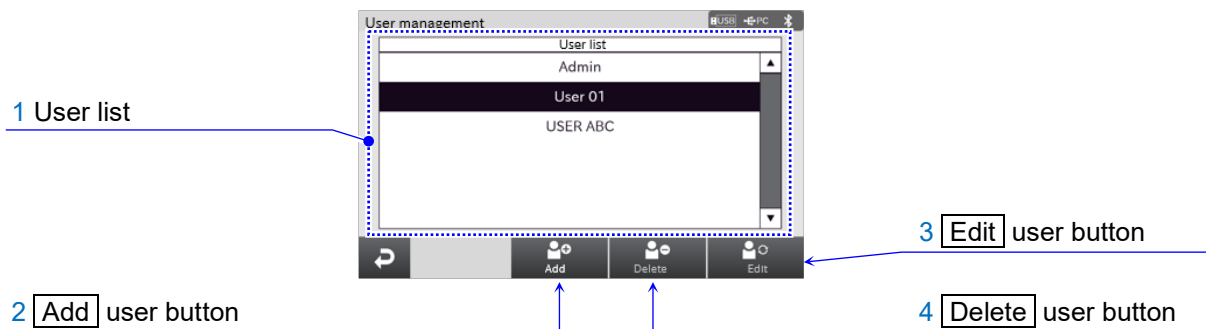 User management
USB PC
User list
Admin
User 01
USER ABC
1 User list
3 Edit user button
Add
Delete
Edit
2 Add user button
4 Delete user button